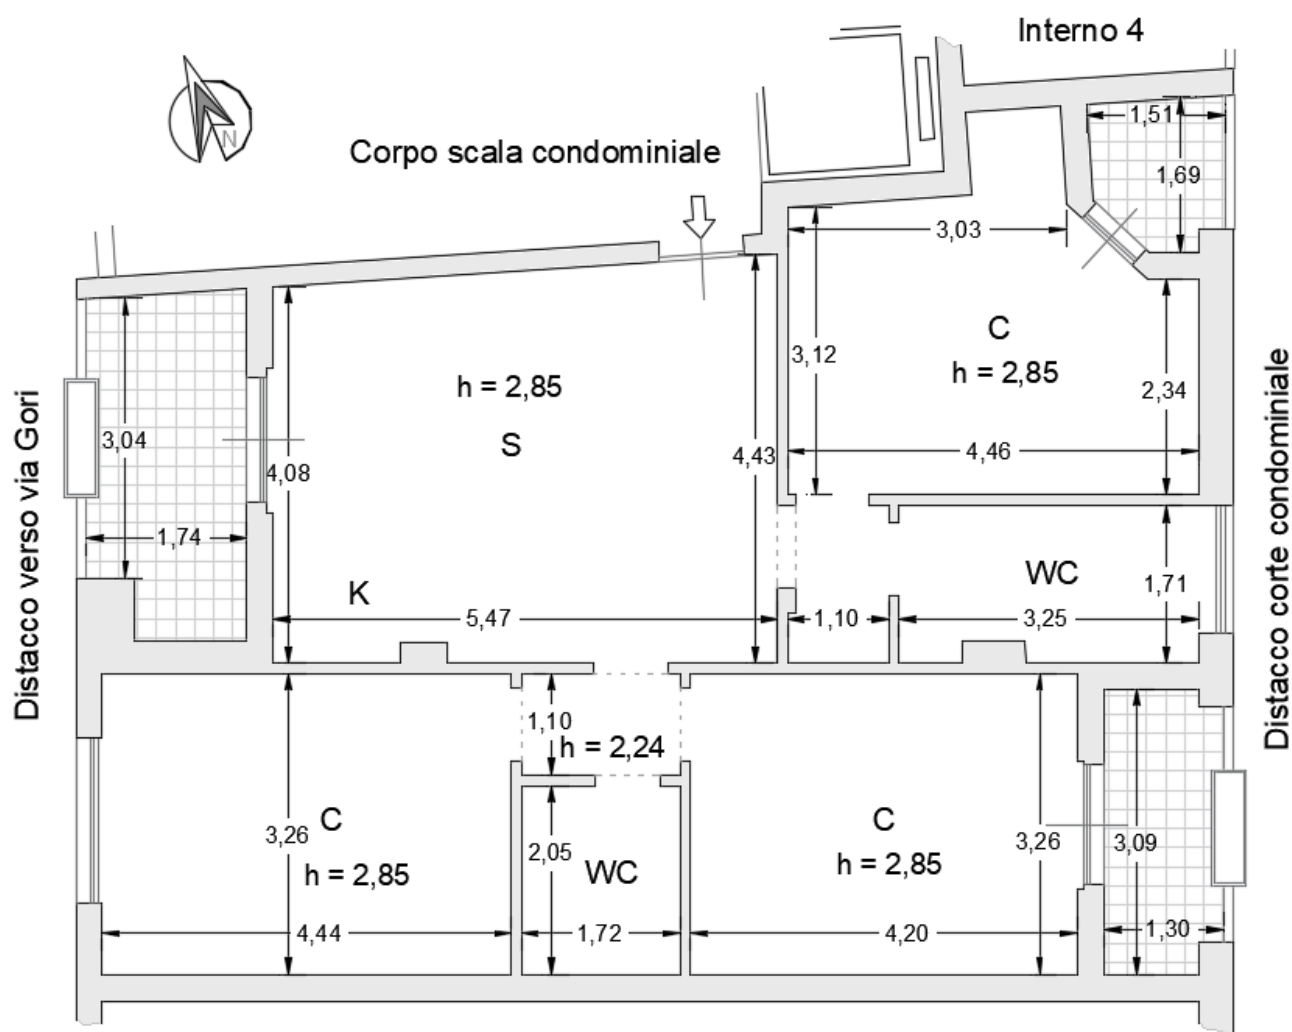 Interno 4
N
Corpo scala condominiale
1,51
1,69
3,03
C
h = 2,85
3,12
2,34
4,46
Distacco verso via Gori
3,04
1,74
4,08
h = 2,85
S
4,43
K
5,47
Distacco corte condominiale
WC
1,71
1,10
3,25
1,10
h = 2,24
C
3,26
h = 2,85
4,44
2,05
WC
1,72
C
h = 2,85
3,26
4,20
3,09
1,30